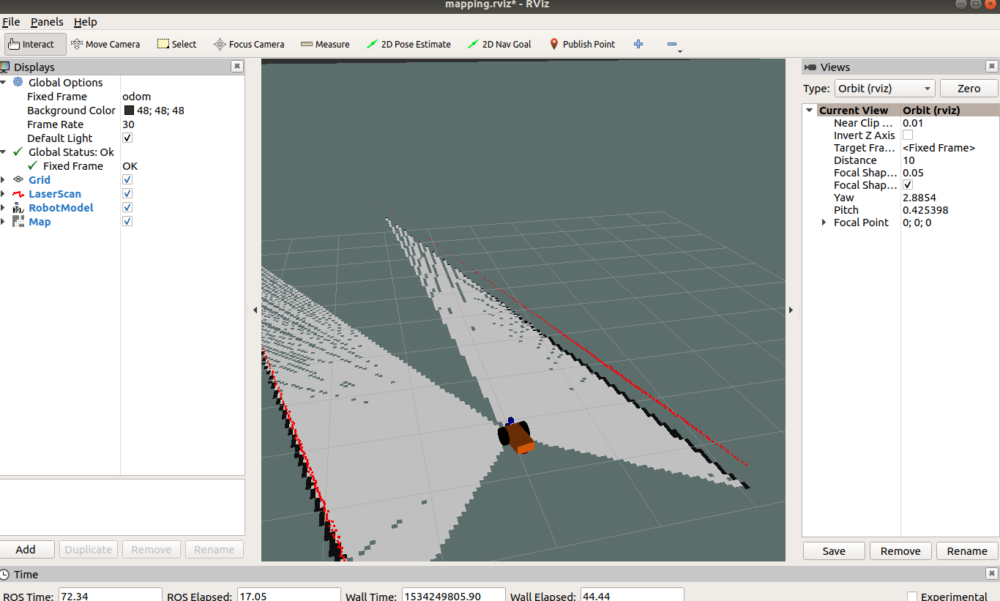 mapping.rviz* - RViz
File Panels Help
Interact Move Camera Select Focus Camera Measure 2D Pose Estimate 2D Nav Goal Publish Point
Displays
Global Options
Fixed Frame odom
Background Color 48; 48; 48
Frame Rate 30
Default Light
Global Status: Ok
Fixed Frame OK
Grid
LaserScan
RobotModel
Map
Add Duplicate Remove Rename
Views
Type: Orbit (rviz) Zero
Current View Orbit (rviz)
Near Clip ... 0.01
Invert Z Axis
Target Fra... <Fixed Frame>
Distance 10
Focal Shap... 0.05
Focal Shap...
Yaw 2.8854
Pitch 0.425398
Focal Point 0; 0; 0
Save Remove Rename
Time
ROS Time: 72.34 ROS Elapsed: 17.05 Wall Time: 1534249805.90 Wall Elapsed: 44.44 Experimental